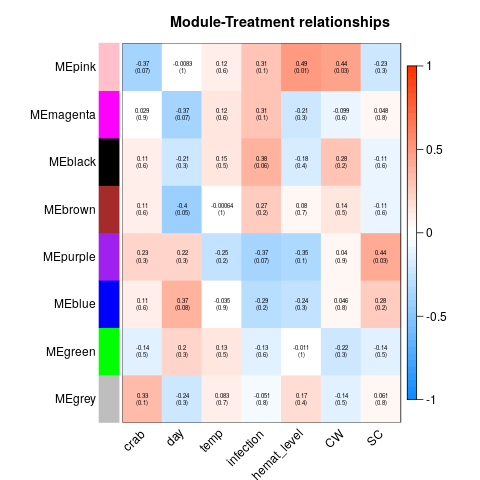 Module-Treatment relationships
MEpink
-0.37 -0.0083 0.12 0.31 0.49 0.44 -0.23
(0.07) (1) (0.6) (0.1) (0.01) (0.03) (0.3)
MEmagenta
0.029 -0.37 0.12 0.31 -0.21 -0.099 0.048
(0.9) (0.07) (0.6) (0.1) (0.3) (0.6) (0.8)
MEblack
0.11 -0.21 0.15 0.38 -0.18 0.28 -0.11
(0.6) (0.3) (0.5) (0.06) (0.4) (0.2) (0.6)
MEbrown
0.11 -0.4 -0.00064 0.27 0.08 0.14 -0.11
(0.6) (0.05) (1) (0.2) (0.7) (0.5) (0.6)
MEpurple
0.23 0.22 -0.25 -0.37 -0.35 0.04 0.44
(0.3) (0.3) (0.2) (0.07) (0.1) (0.9) (0.03)
MEblue
0.11 0.37 -0.035 -0.29 -0.24 0.046 0.28
(0.6) (0.08) (0.9) (0.2) (0.3) (0.8) (0.2)
MEgreen
-0.14 0.2 0.13 -0.13 -0.011 -0.22 -0.14
(0.5) (0.3) (0.5) (0.6) (1) (0.3) (0.5)
MEgrey
0.33 -0.24 0.083 -0.051 0.17 -0.14 0.061
(0.1) (0.3) (0.7) (0.8) (0.4) (0.5) (0.8)
crab day temp infection hemat_level CW SC
1
0.5
0
-0.5
-1